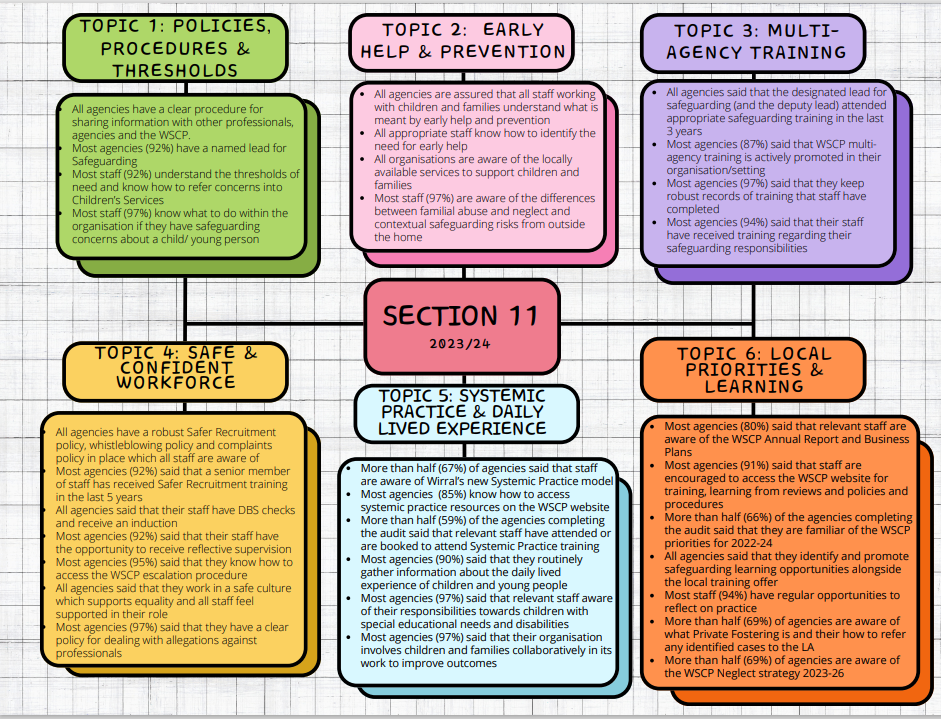 TOPIC 1: POLICIES,
PROCEDURES &
THRESHOLDS
• All agencies have a clear procedure for
sharing information with other professionals,
agencies and the WSCP.
• Most agencies (92%) have a named lead for
Safeguarding
• Most staff (92%) understand the thresholds of
need and know how to refer concerns into
Children's Services
• Most staff (97%) know what to do within the
organisation if they have safeguarding
concerns about a child/ young person
TOPIC 2: EARLY
HELP & PREVENTION
• All agencies are assured that all staff working
with children and families understand what is
meant by early help and prevention
• All appropriate staff know how to identify the
need for early help
• All organisations are aware of the locally
available services to support children and
families
• Most staff (97%) are aware of the differences
between familial abuse and neglect and
contextual safeguarding risks from outside
the home
TOPIC 3: MULTI-
AGENCY TRAINING
• All agencies said that the designated lead for
safeguarding (and the deputy lead) attended
appropriate safeguarding training in the last
3 years
• Most agencies (87%) said that WSCP multi-
agency training is actively promoted in their
organisation/setting
• Most agencies (97%) said that they keep
robust records of training that staff have
completed
• Most agencies (94%) said that their staff
have received training regarding their
safeguarding responsibilities
SECTION 11
2023/24
TOPIC 4: SAFE &
CONFIDENT
WORKFORCE
• All agencies have a robust Safer Recruitment
policy, whistleblowing policy and complaints
policy in place which all staff are aware of
• Most agencies (92%) said that a senior member
of staff has received Safer Recruitment training
in the last 5 years
• All agencies said that their staff have DBS checks
and receive an induction
• Most agencies (92%) said that their staff have
the opportunity to receive reflective supervision
• Most agencies (95%) said that they know how to
access the WSCP escalation procedure
• All agencies said that they work in a safe culture
which supports equality and all staff feel
supported in their role
• Most agencies (97%) said that they have a clear
policy for dealing with allegations against
professionals
TOPIC 5: SYSTEMIC
PRACTICE & DAILY
LIVED EXPERIENCE
• More than half (67%) of agencies said that staff
are aware of Wirral's new Systemic Practice model
• Most agencies (85%) know how to access
systemic practice resources on the WSCP website
• More than half (59%) of the agencies completing
the audit said that relevant staff have attended or
are booked to attend Systemic Practice training
• Most agencies (90%) said that they routinely
gather information about the daily lived
experience of children and young people
• Most agencies (97%) said that relevant staff aware
of their responsibilities towards children with
special educational needs and disabilities
• Most agencies (97%) said that their organisation
involves children and families collaboratively in its
work to improve outcomes
TOPIC 6: LOCAL
PRIORITIES &
LEARNING
• Most agencies (80%) said that relevant staff are
aware of the WSCP Annual Report and Business
Plans
• Most agencies (91%) said that staff are
encouraged to access the WSCP website for
training, learning from reviews and policies and
procedures
• More than half (66%) of the agencies completing
the audit said that they are familiar of the WSCP
priorities for 2022-24
• All agencies said that they identify and promote
safeguarding learning opportunities alongside
the local training offer
• Most staff (94%) have regular opportunities to
reflect on practice
• More than half (69%) of agencies are aware of
what Private Fostering is and their how to refer
any identified cases to the LA
• More than half (69%) of agencies are aware of
the WSCP Neglect strategy 2023-26